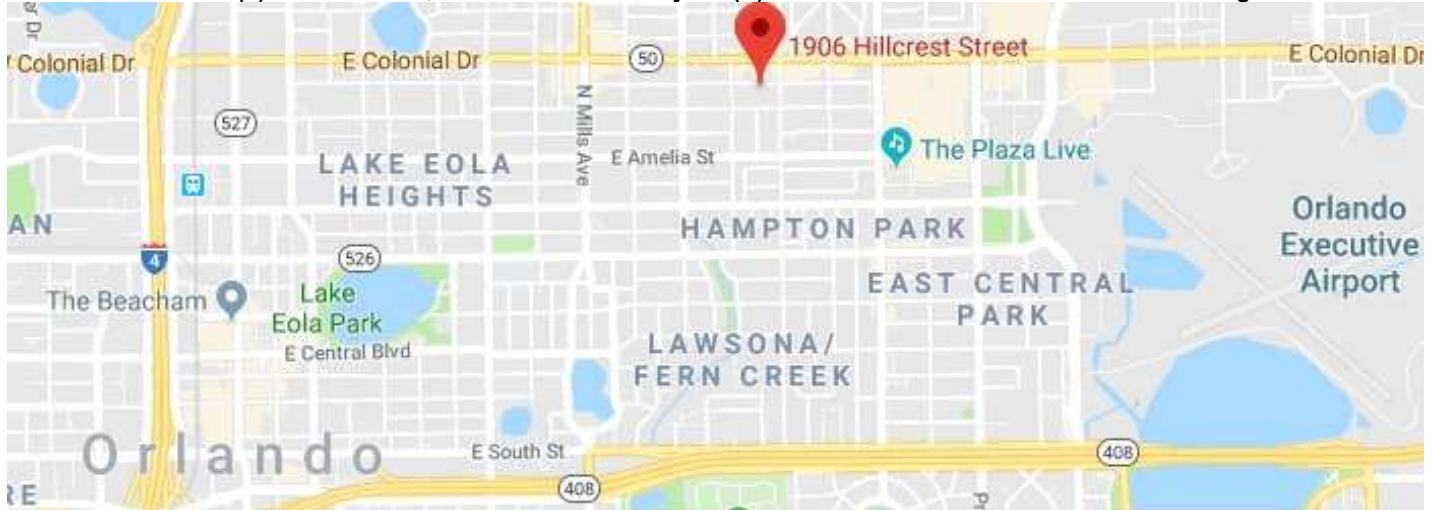 1906 Hillcrest Street
Colonial Dr
E Colonial Dr
50
E Colonial Dr
527
N Mills Ave
E Amelia St
The Plaza Live
LAKE EOLA
HEIGHTS
HAMPTON PARK
Orlando
Executive
Airport
4
526
The Beacham
Lake
Eola Park
E Central Blvd
EAST CENTRAL
PARK
LAWSONA/
FERN CREEK
Orlando
E South St
408
408